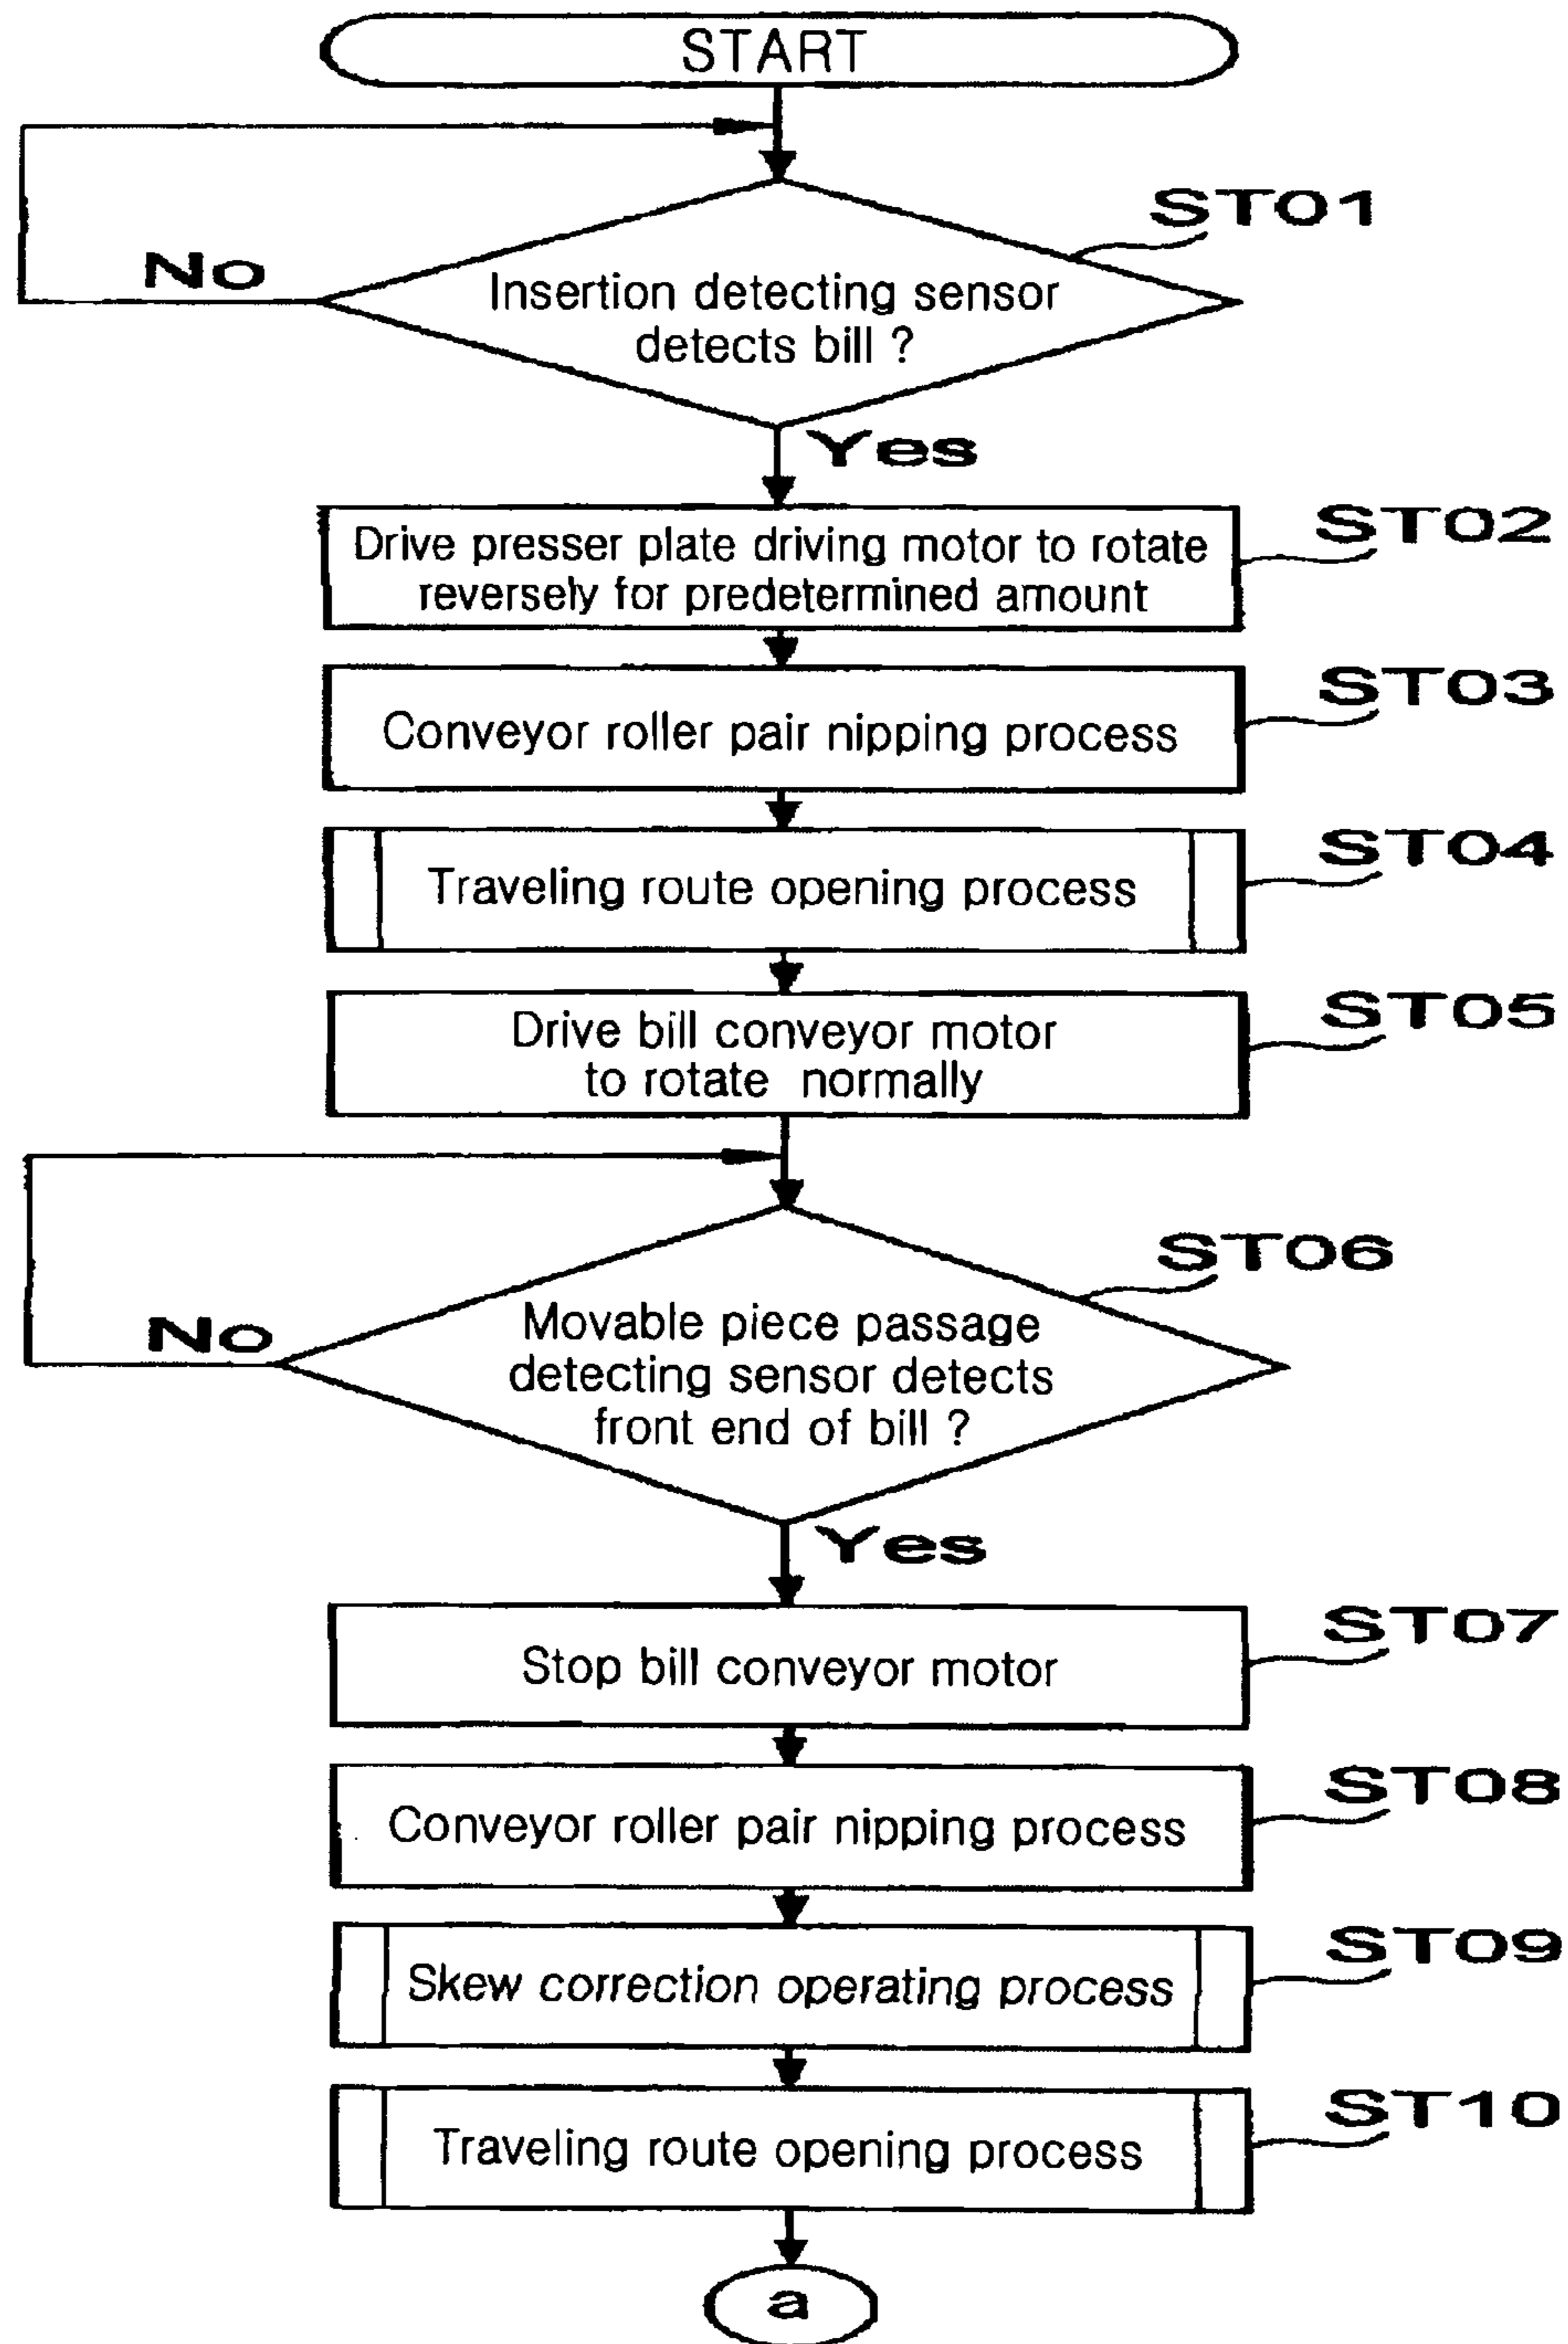 START
ST01
No
Insertion detecting sensor
detects bill ?
Yes
ST02
Drive presser plate driving motor to rotate
reversely for predetermined amount
ST03
Conveyor roller pair nipping process
ST04
Traveling route opening process
ST05
Drive bill conveyor motor
to rotate normally
ST06
No
Movable piece passage
detecting sensor detects
front end of bill ?
Yes
ST07
Stop bill conveyor motor
ST08
Conveyor roller pair nipping process
ST09
Skew correction operating process
ST10
Traveling route opening process
a